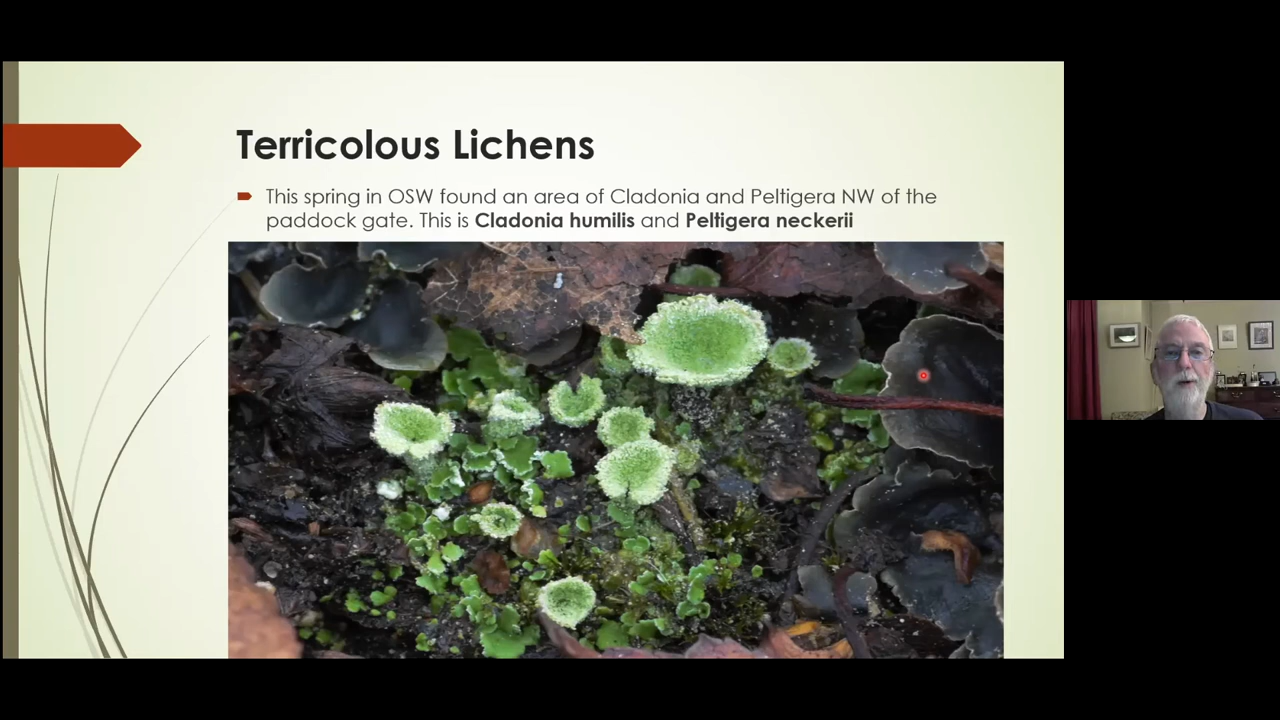 Terricolous Lichens
This spring in OSW found an area of Cladonia and Peltigera NW of the
paddock gate. This is Cladonia humilis and Peltigera neckerii